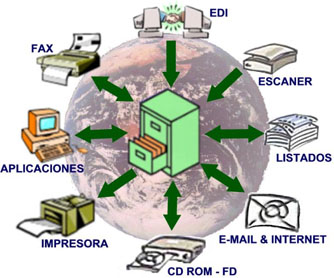 EDI
FAX
ESCANER
APLICACIONES
LISTADOS
IMPRESORA
E-MAIL & INTERNET
CD ROM - FD